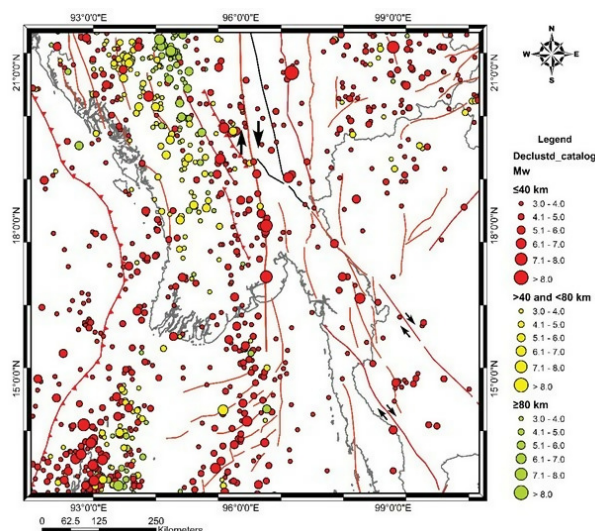 93°0'0"E 96°0'0"E 99°0'0"E
N
W E
S
21°0'0"N 21°0'0"N
18°0'0"N 18°0'0"N
15°0'0"N 15°0'0"N
93°0'0"E 96°0'0"E 99°0'0"E
0 62.5 125 250
Kilometers
Legend
Declustd_catalog
Mw
≤40 km
3.0 - 4.0
4.1 - 5.0
5.1 - 6.0
6.1 - 7.0
7.1 - 8.0
> 8.0
>40 and <80 km
3.0 - 4.0
4.1 - 5.0
5.1 - 6.0
6.1 - 7.0
7.1 - 8.0
> 8.0
≥80 km
3.0 - 4.0
4.1 - 5.0
5.1 - 6.0
6.1 - 7.0
7.1 - 8.0
> 8.0